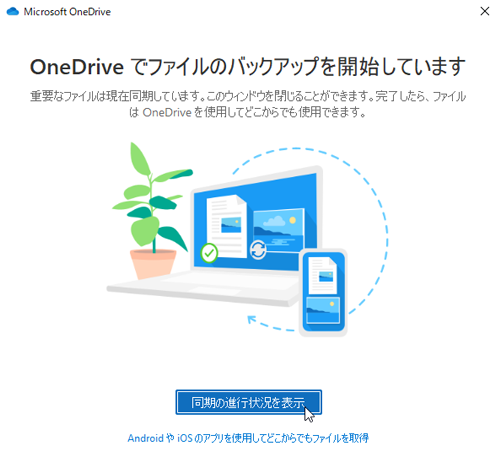 Microsoft OneDrive
OneDrive でファイルのバックアップを開始しています
重要なファイルは現在同期しています。このウィンドウを閉じることができます。完了したら、ファイル
は OneDrive を使用してどこからでも使用できます。
同期の進行状況を表示
Android や iOS のアプリを使用してどこからでもファイルを取得